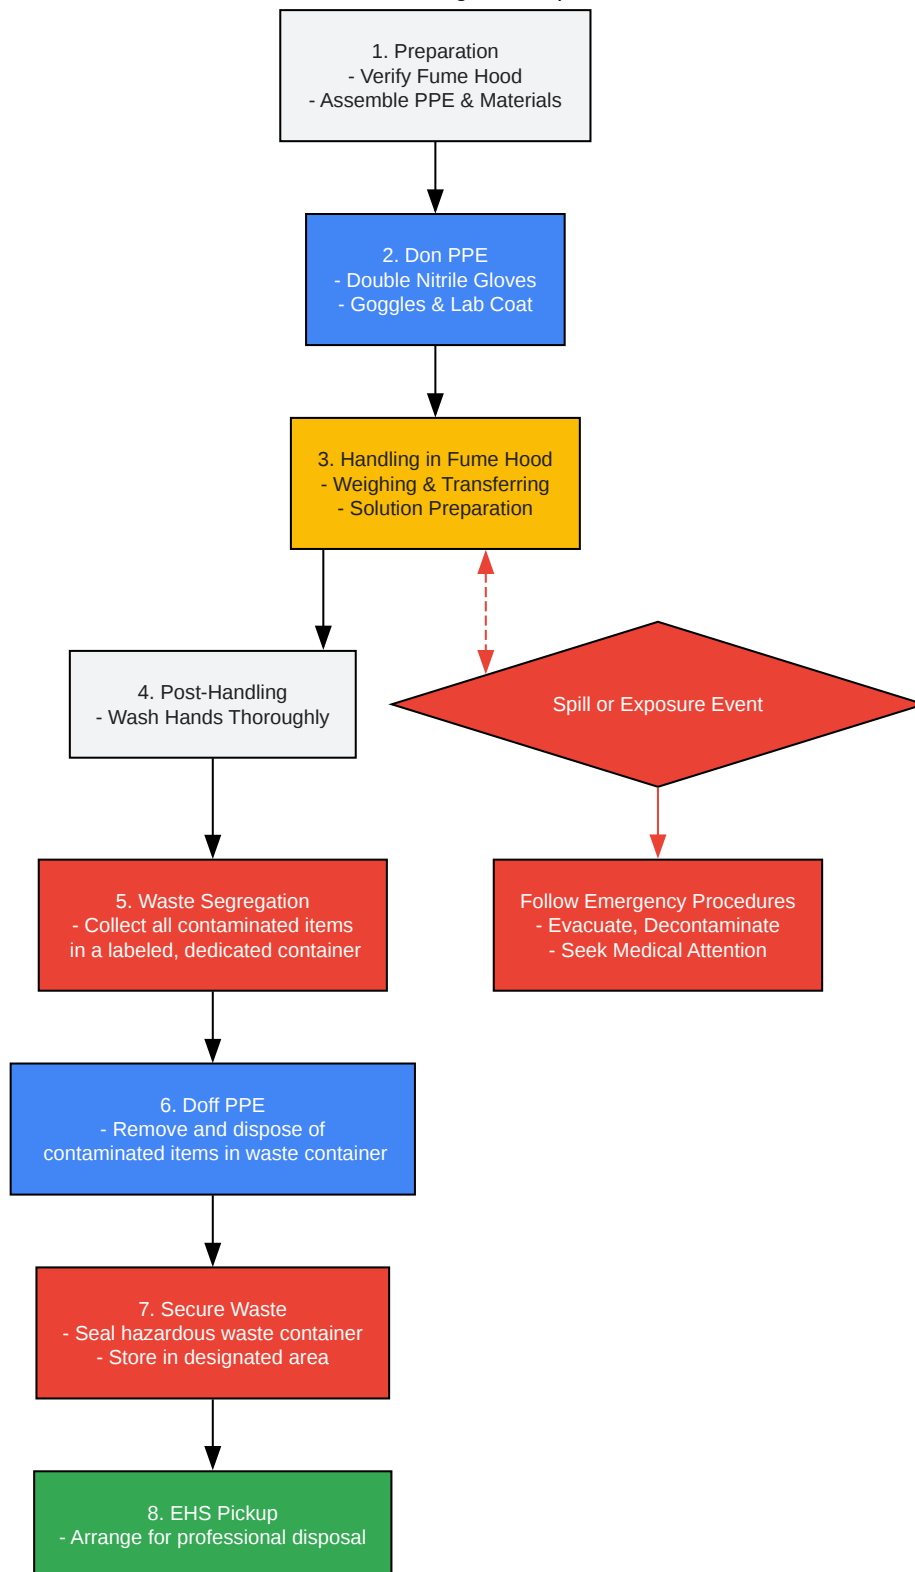 1. Preparation
- Verify Fume Hood
- Assemble PPE & Materials
2. Don PPE
- Double Nitrile Gloves
- Goggles & Lab Coat
3. Handling in Fume Hood
- Weighing & Transferring
- Solution Preparation
4. Post-Handling
- Wash Hands Thoroughly
Spill or Exposure Event
5. Waste Segregation
- Collect all contaminated items
in a labeled, dedicated container
Follow Emergency Procedures
- Evacuate, Decontaminate
- Seek Medical Attention
6. Doff PPE
- Remove and dispose of
contaminated items in waste container
7. Secure Waste
- Seal hazardous waste container
- Store in designated area
8. EHS Pickup
- Arrange for professional disposal